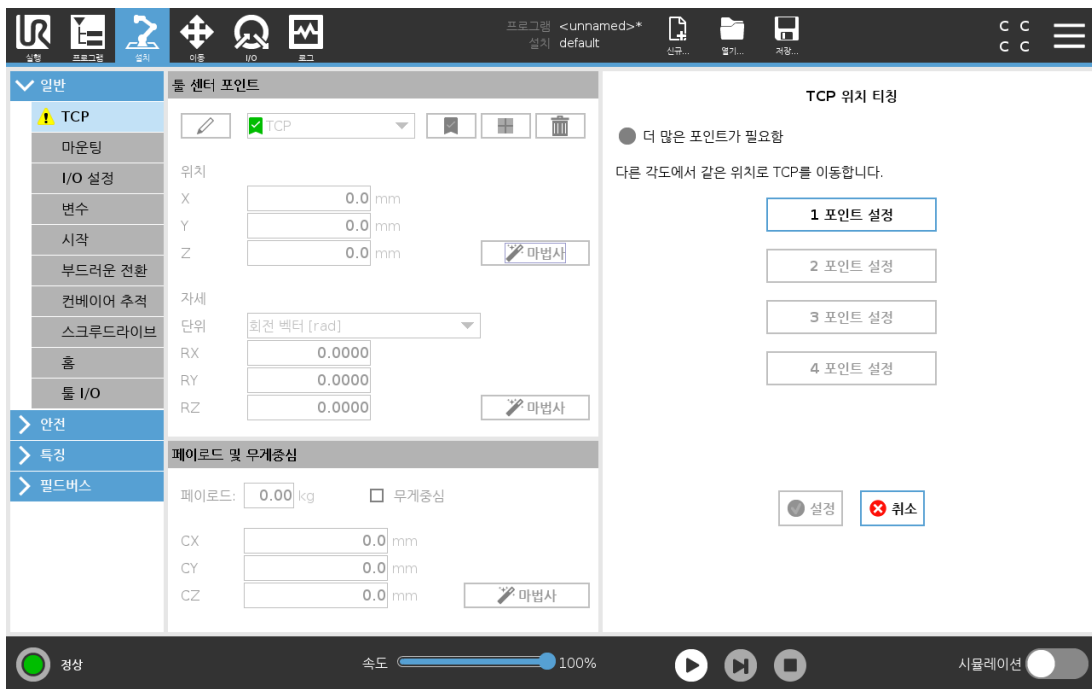 UR
실행
프로그램
설치
이동
I/O
로그
프로그램 <unnamed>*
설치 default
신규...
열기...
저장...
C C
C C
일반
TCP
마운팅
I/O 설정
변수
시작
부드러운 전환
컨베이어 추적
스크루드라이브
홈
툴 I/O
안전
특징
필드버스
툴 센터 포인트
TCP
위치
X 0.0 mm
Y 0.0 mm
Z 0.0 mm 마법사
자세
단위 회전 벡터 [rad]
RX 0.0000
RY 0.0000
RZ 0.0000 마법사
페이로드 및 무게중심
페이로드: 0.00 kg 무게중심
CX 0.0 mm
CY 0.0 mm
CZ 0.0 mm 마법사
TCP 위치 티칭
더 많은 포인트가 필요함
다른 각도에서 같은 위치로 TCP를 이동합니다.
1 포인트 설정
2 포인트 설정
3 포인트 설정
4 포인트 설정
설정 취소
정상
속도 100%
시뮬레이션